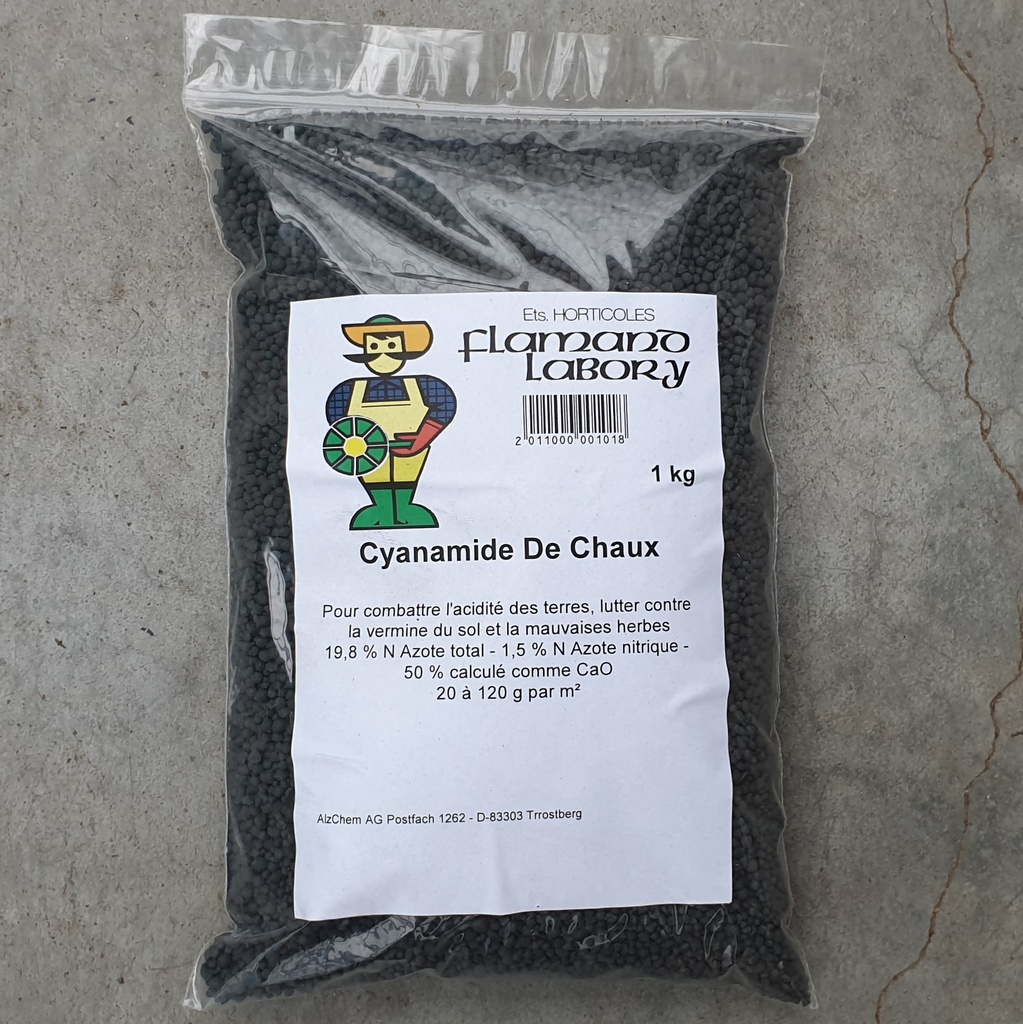 Ets. HORTICOLES
flamand
labory
2 011000 001018
1 kg
Cyanamide De Chaux
Pour combattre l'acidité des terres, lutter contre
la vermine du sol et la mauvaises herbes
19,8 % N Azote total - 1,5 % N Azote nitrique -
50 % calculé comme CaO
20 à 120 g par m²
AlzChem AG Postfach 1262 - D-83303 Trrostberg